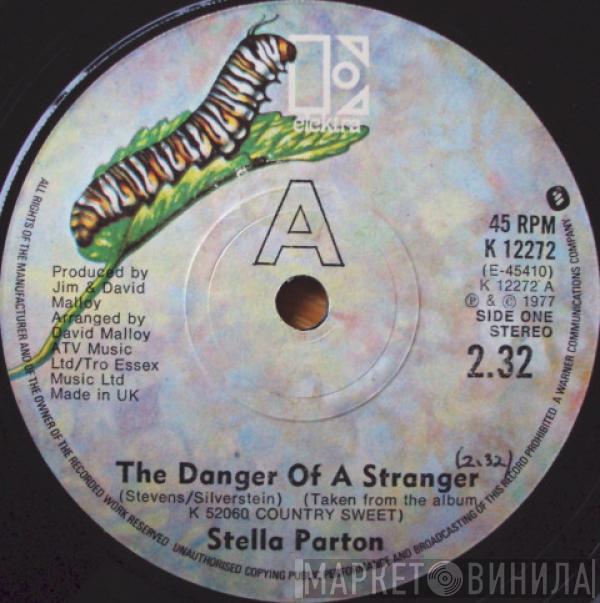 elektra
A
45 RPM
K 12272
(E-45410)
K 12272 A
℗ & © 1977
SIDE ONE
STEREO
2.32
Produced by
Jim & David
Malloy
Arranged by
David Malloy
ATV Music
Ltd/Tro Essex
Music Ltd
Made in UK
(2.32)
The Danger Of A Stranger
(Stevens/Silverstein) (Taken from the album
K 52060 COUNTRY SWEET)
Stella Parton
ALL RIGHTS OF THE MANUFACTURER AND OF THE OWNER OF THE RECORDED WORK RESERVED UNAUTHORISED COPYING PUBLIC PERFORMANCE AND BROADCASTING OF THIS RECORD PROHIBITED A WARNER COMMUNICATIONS COMPANY
МАРКЕТ ВИНИЛА